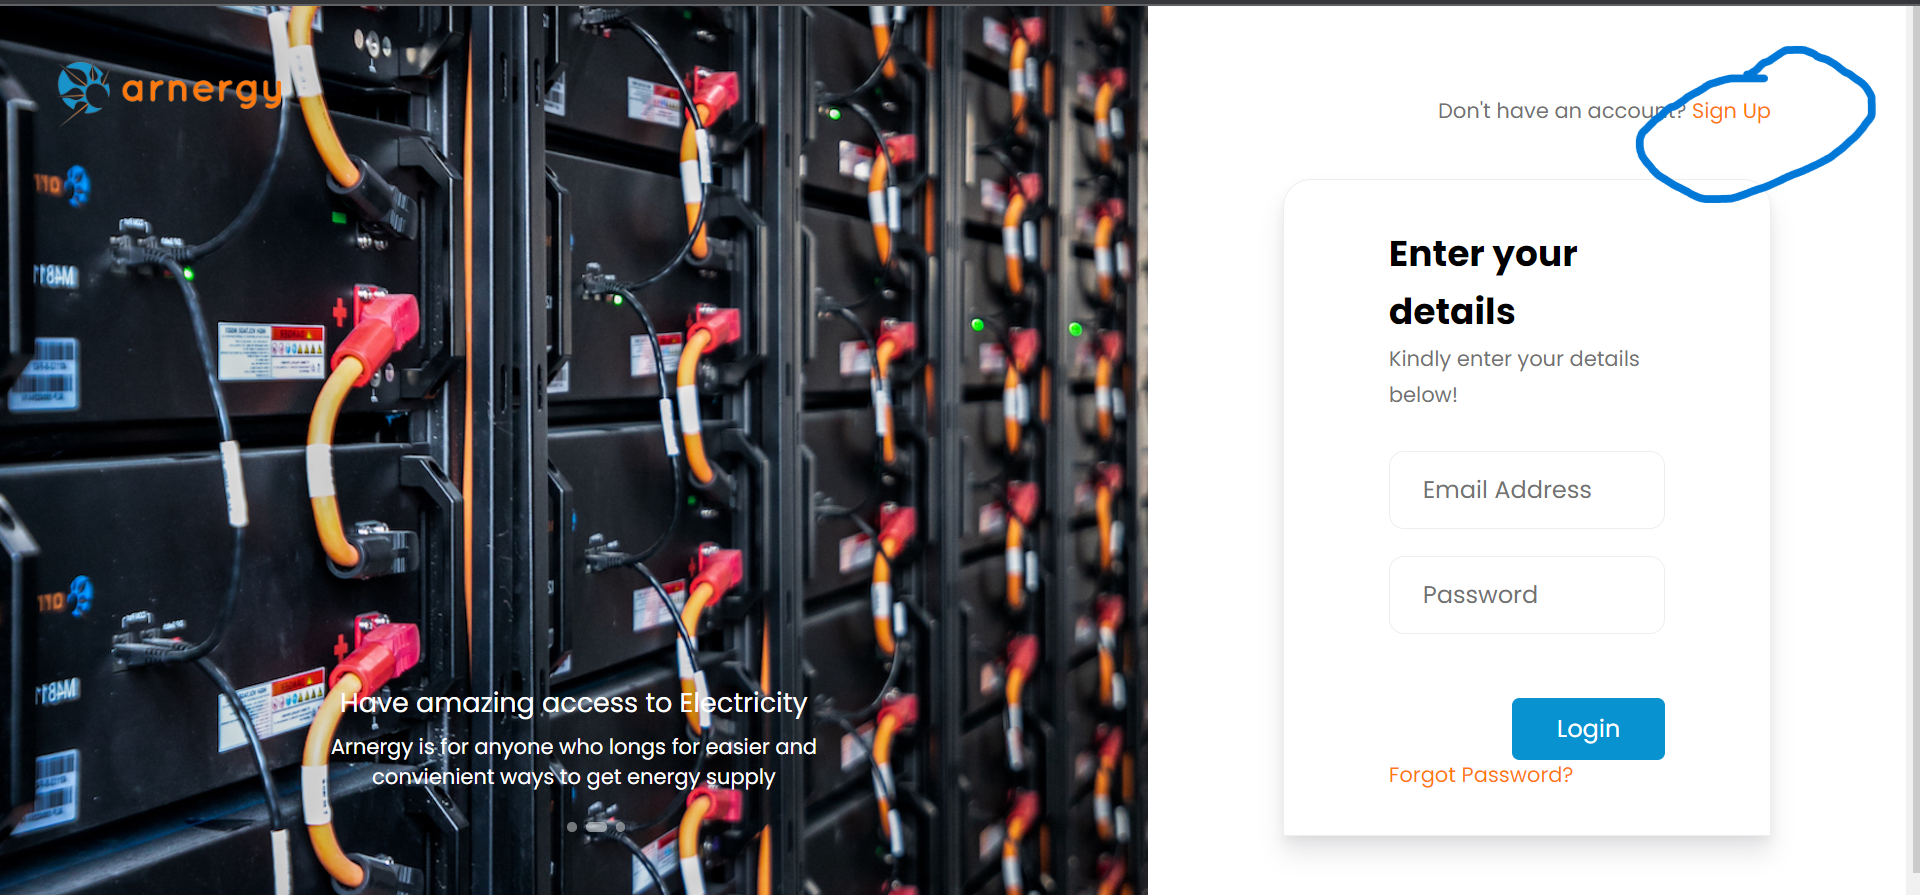 arnergy
Have amazing access to Electricity
Arnergy is for anyone who longs for easier and
convienient ways to get energy supply
Don't have an account? Sign Up
Enter your
details
Kindly enter your details
below!
Email Address
Password
Login
Forgot Password?